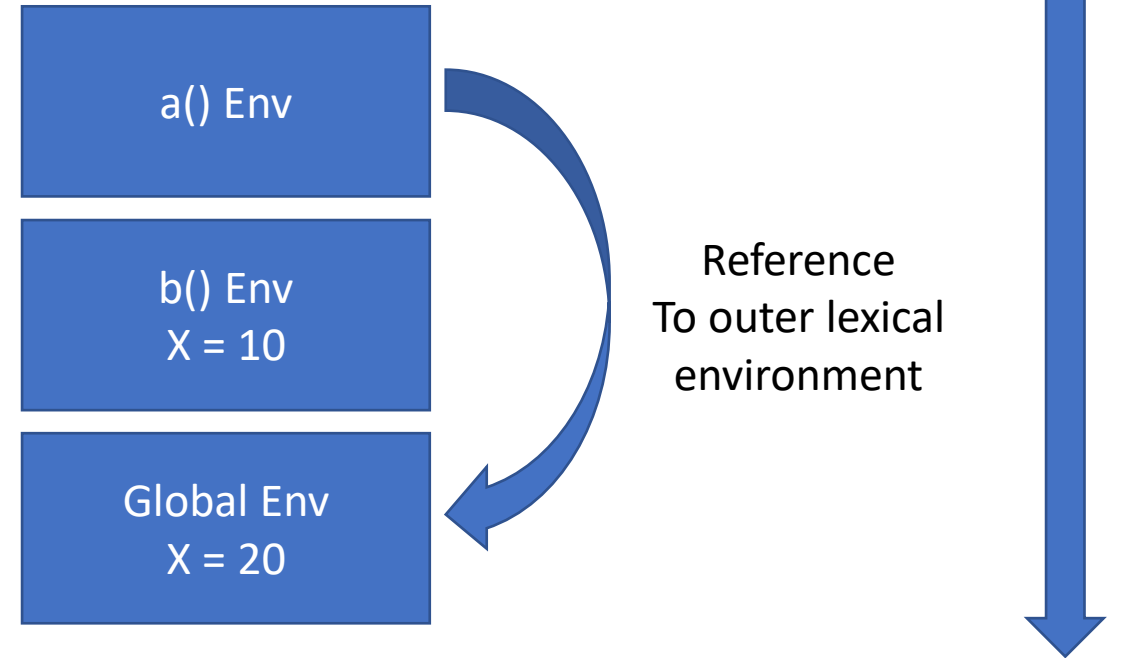 a() Env
b() Env
X = 10
Global Env
X = 20
Reference
To outer lexical
environment